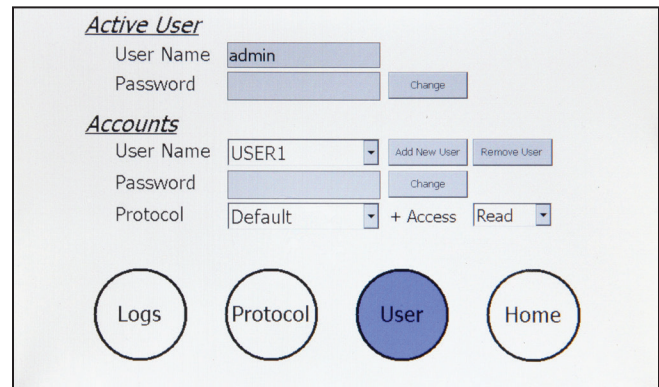 Active User
User Name admin
Password Change
Accounts
User Name USER1 Add New User Remove User
Password Change
Protocol Default + Access Read
Logs Protocol User Home